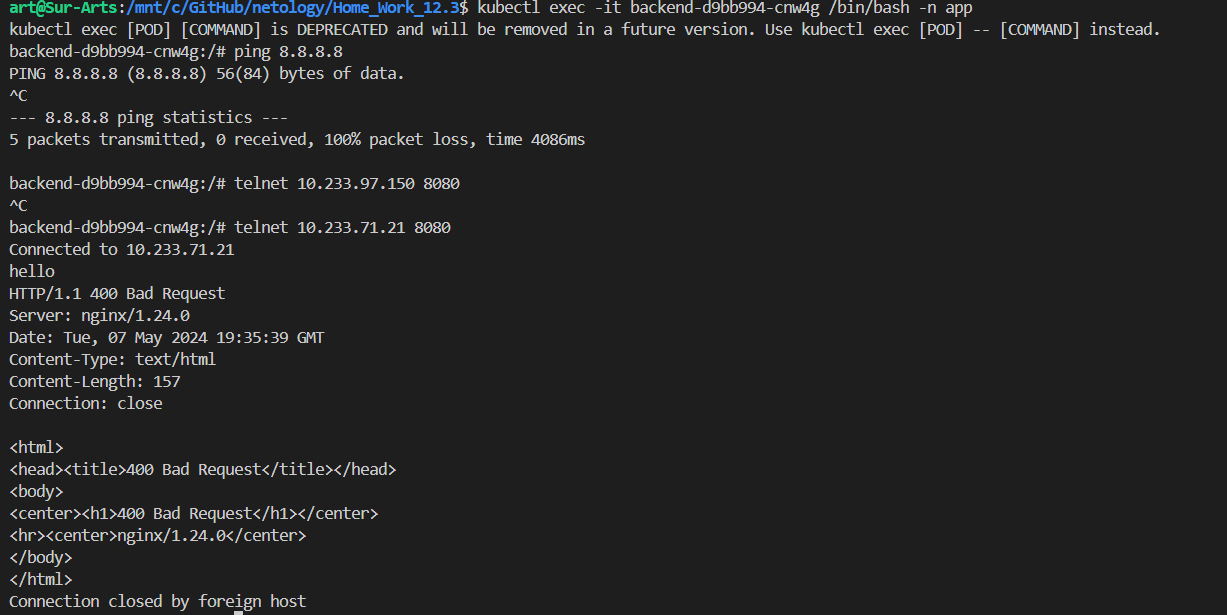 art@Sur-Arts:/mnt/c/GitHub/netology/Home_Work_12.3$ kubectl exec -it backend-d9bb994-cnw4g /bin/bash -n app
kubectl exec [POD] [COMMAND] is DEPRECATED and will be removed in a future version. Use kubectl exec [POD] -- [COMMAND] instead.
backend-d9bb994-cnw4g:/# ping 8.8.8.8
PING 8.8.8.8 (8.8.8.8) 56(84) bytes of data.
^C
--- 8.8.8.8 ping statistics ---
5 packets transmitted, 0 received, 100% packet loss, time 4086ms

backend-d9bb994-cnw4g:/# telnet 10.233.97.150 8080
^C
backend-d9bb994-cnw4g:/# telnet 10.233.71.21 8080
Connected to 10.233.71.21
hello
HTTP/1.1 400 Bad Request
Server: nginx/1.24.0
Date: Tue, 07 May 2024 19:35:39 GMT
Content-Type: text/html
Content-Length: 157
Connection: close

<html>
<head><title>400 Bad Request</title></head>
<body>
<center><h1>400 Bad Request</h1></center>
<hr><center>nginx/1.24.0</center>
</body>
</html>
Connection closed by foreign host